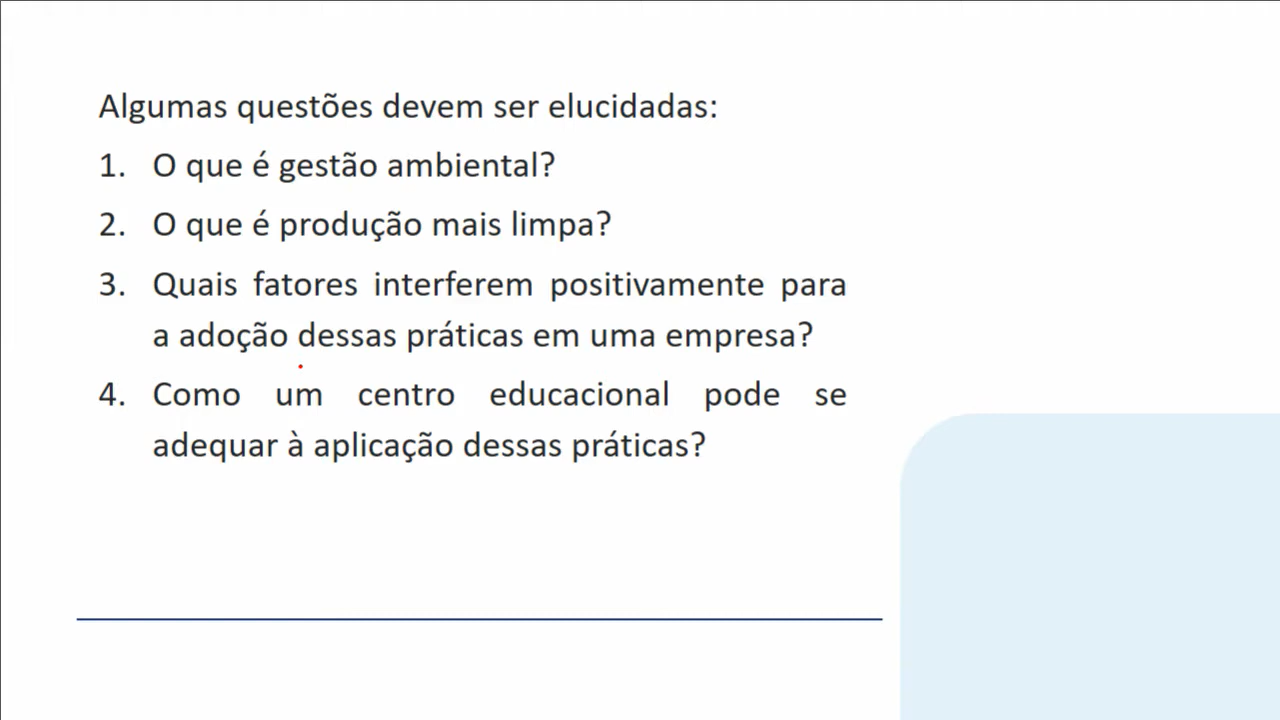 Algumas questões devem ser elucidadas:
1. O que é gestão ambiental?
2. O que é produção mais limpa?
3. Quais fatores interferem positivamente para
a adoção dessas práticas em uma empresa?
4. Como um centro educacional pode se
adequar à aplicação dessas práticas?